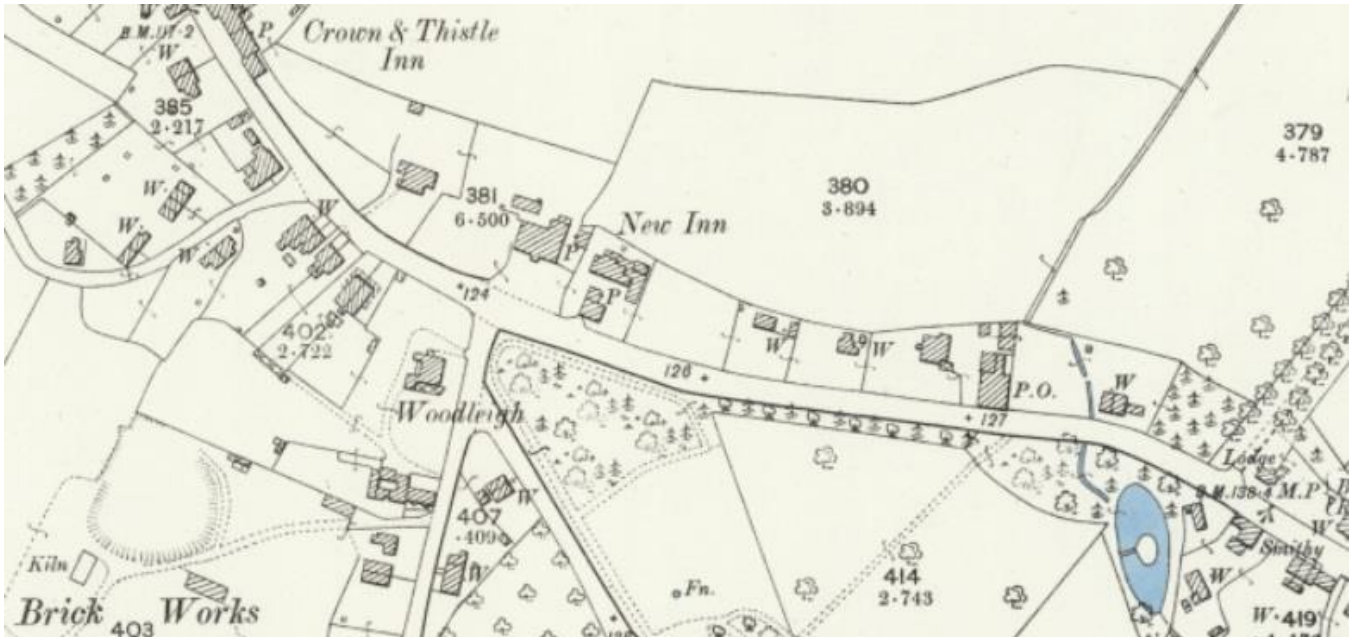 B.M.117·2
P.
Crown & Thistle
Inn
W
385
2·217
379
4·787
380
3·894
381
6·500
New Inn
W.
W
W.
W
P
P
124
402
2·722
126
W
W
P.O.
127
W
Woodleigh
Lodge
B.M.138·4 M.P
W
407
·409
W
Smithy
Kiln
Fn.
414
2·743
W
W
W
Brick Works
403
W
419